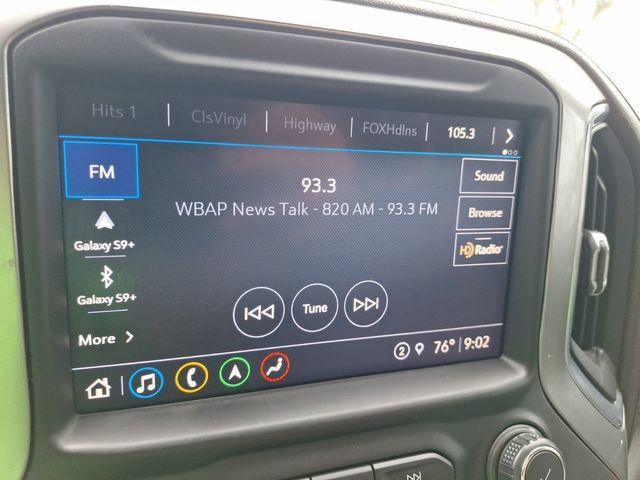 Hits 1 ClsVinyl Highway FOXHdlns 105.3
FM
93.3
WBAP News Talk - 820 AM - 93.3 FM
Sound
Browse
HD Radio
Galaxy S9+
Galaxy S9+
More
Tune
2 76° 9:02